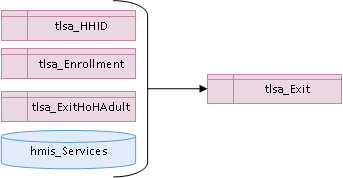 tlsa_HHID
tlsa_Enrollment
tlsa_ExitHoHAdult
hmis_Services
tlsa_Exit